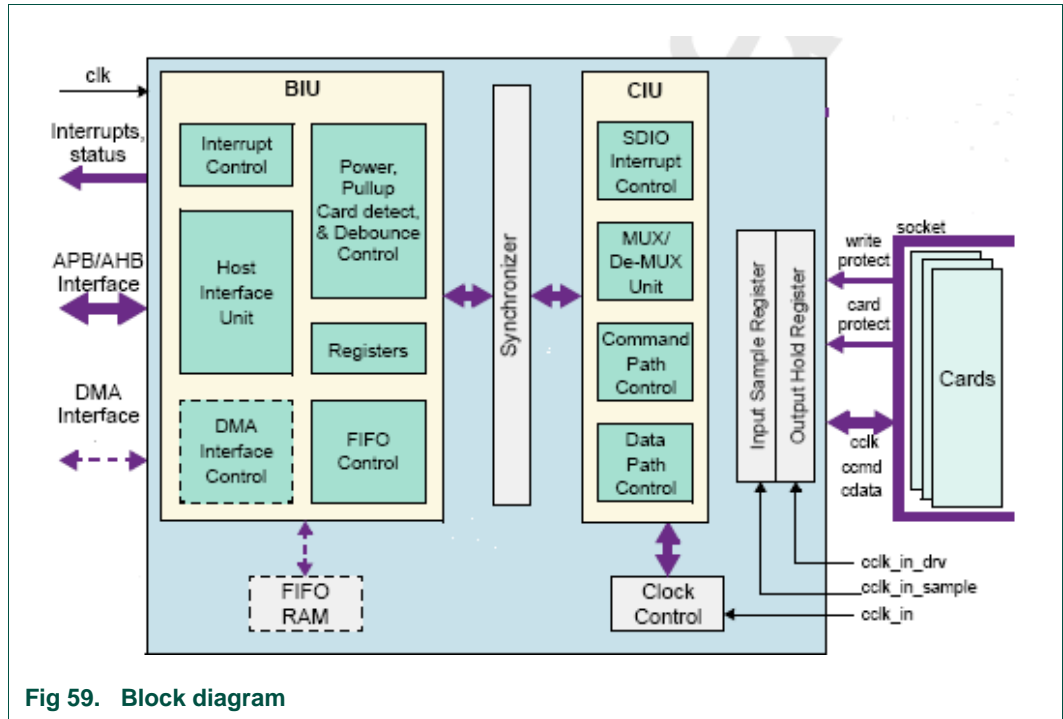 clk
Interrupts,
status
APB/AHB
Interface
DMA
Interface
BIU
Interrupt
Control
Power,
Pullup
Card detect,
& Debounce
Control
Host
Interface
Unit
Registers
DMA
Interface
Control
FIFO
Control
FIFO
RAM
Synchronizer
CIU
SDIO
Interrupt
Control
MUX/
De-MUX
Unit
Command
Path
Control
Data
Path
Control
Clock
Control
Input Sample Register
Output Hold Register
socket
write
protect
card
protect
cclk
ccmd
cdata
Cards
cclk_in_drv
cclk_in_sample
cclk_in
Fig 59. Block diagram